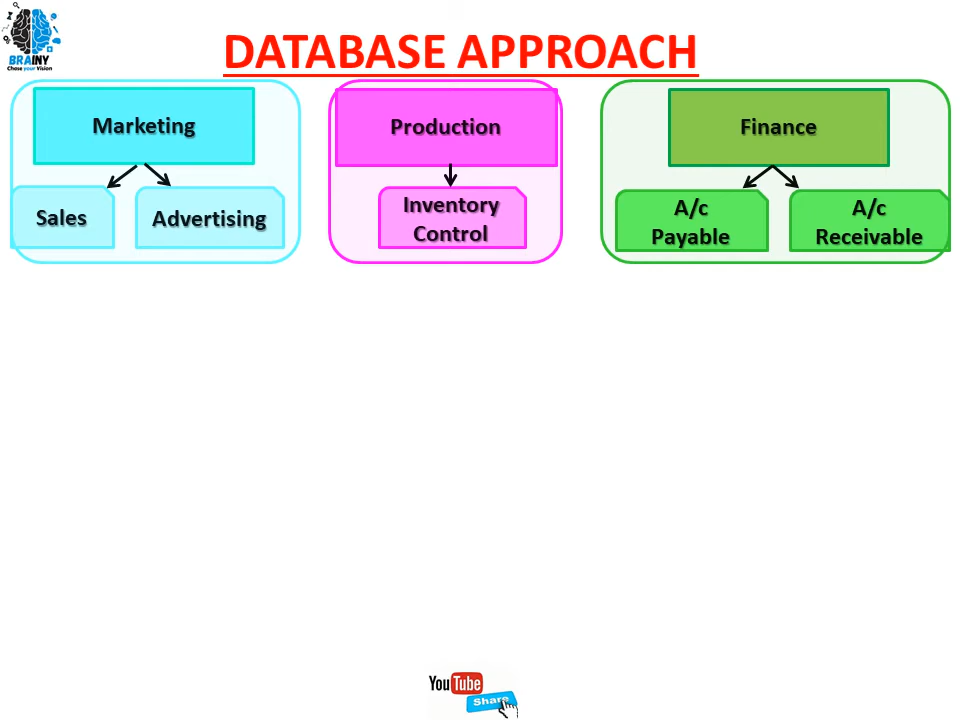 BRAINY
Chose your Vision
DATABASE APPROACH
Marketing
Sales
Advertising
Production
Inventory
Control
Finance
A/c
Payable
A/c
Receivable
YouTube
Share